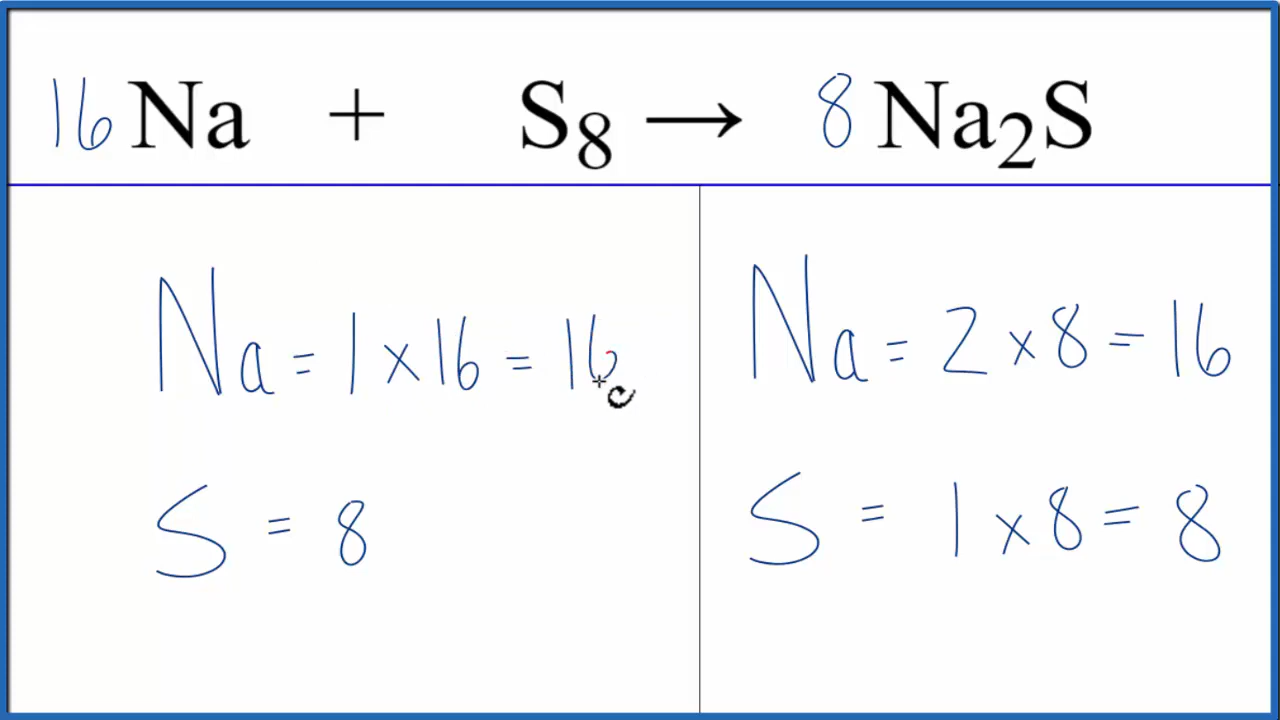 16 Na + S₈ → 8 Na₂S
Na = 1 x 16 = 16
S = 8
Na = 2 x 8 = 16
S = 1 x 8 = 8